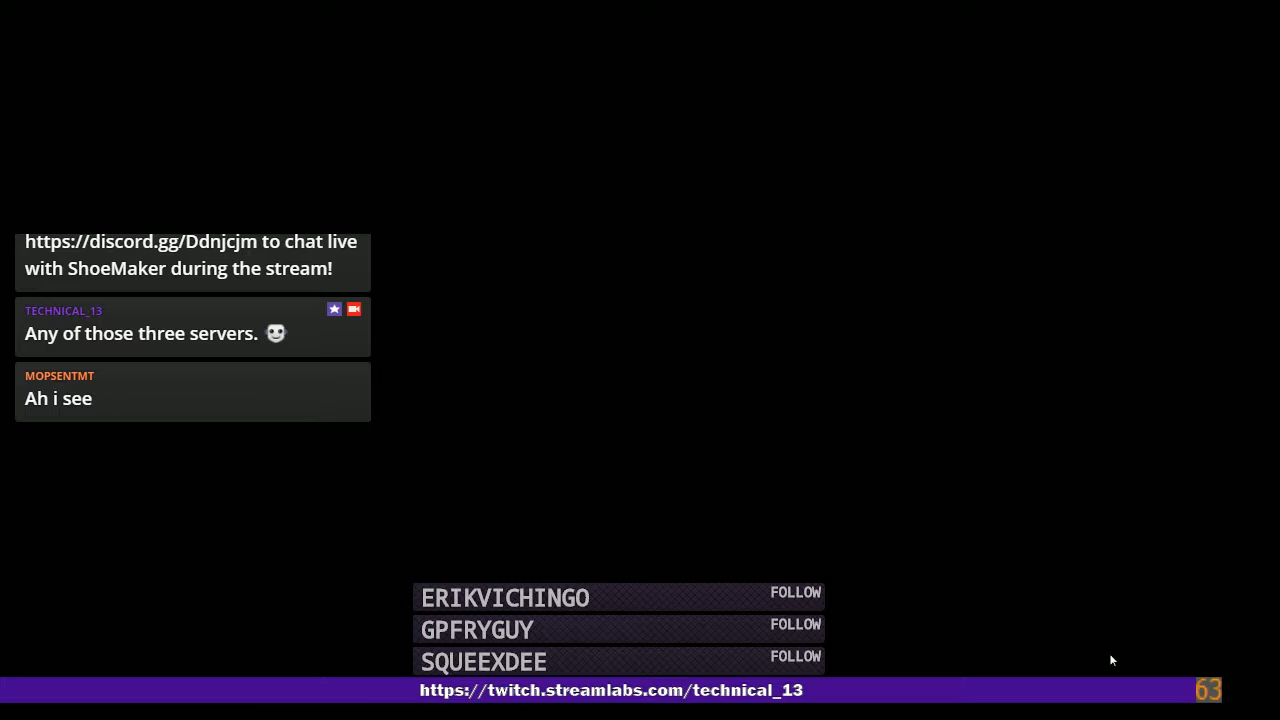 https://discord.gg/Ddnjcjm to chat live
with ShoeMaker during the stream!
TECHNICAL_13
Any of those three servers.
MOPSENTMT
Ah i see
ERIKVICHINGO FOLLOW
GPFRYGUY FOLLOW
SQUEEXDEE FOLLOW
https://twitch.streamlabs.com/technical_13
63